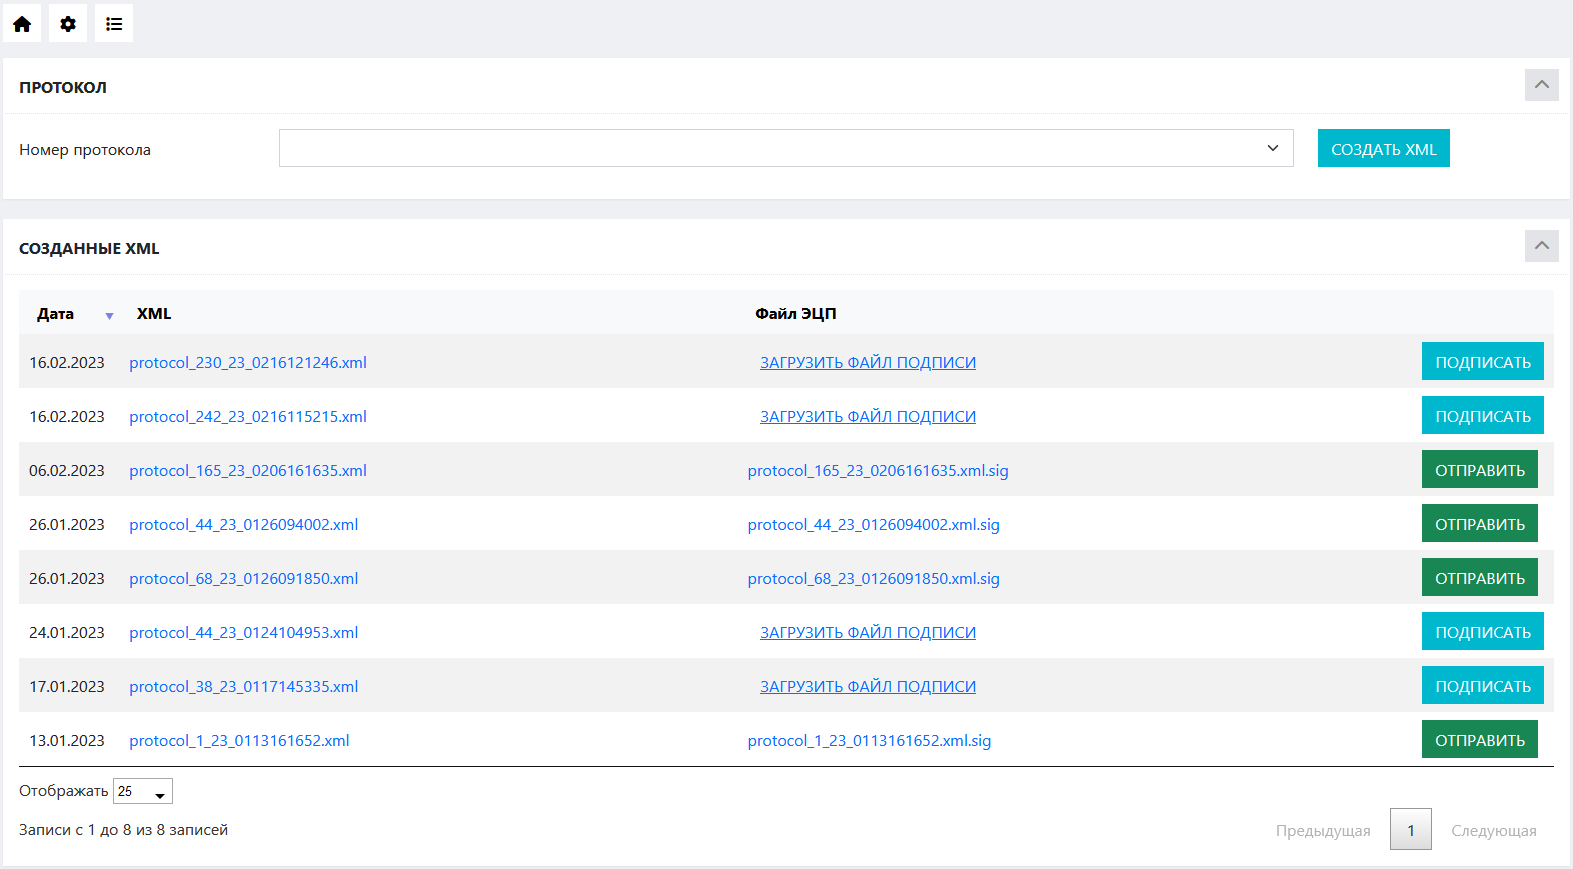 ПРОТОКОЛ
Номер протокола СОЗДАТЬ XML
СОЗДАННЫЕ XML
Дата XML Файл ЭЦП
16.02.2023 protocol_230_23_0216121246.xml ЗАГРУЗИТЬ ФАЙЛ ПОДПИСИ ПОДПИСАТЬ
16.02.2023 protocol_242_23_0216115215.xml ЗАГРУЗИТЬ ФАЙЛ ПОДПИСИ ПОДПИСАТЬ
06.02.2023 protocol_165_23_0206161635.xml protocol_165_23_0206161635.xml.sig ОТПРАВИТЬ
26.01.2023 protocol_44_23_0126094002.xml protocol_44_23_0126094002.xml.sig ОТПРАВИТЬ
26.01.2023 protocol_68_23_0126091850.xml protocol_68_23_0126091850.xml.sig ОТПРАВИТЬ
24.01.2023 protocol_44_23_0124104953.xml ЗАГРУЗИТЬ ФАЙЛ ПОДПИСИ ПОДПИСАТЬ
17.01.2023 protocol_38_23_0117145335.xml ЗАГРУЗИТЬ ФАЙЛ ПОДПИСИ ПОДПИСАТЬ
13.01.2023 protocol_1_23_0113161652.xml protocol_1_23_0113161652.xml.sig ОТПРАВИТЬ
Отображать 25
Записи с 1 до 8 из 8 записей Предыдущая 1 Следующая